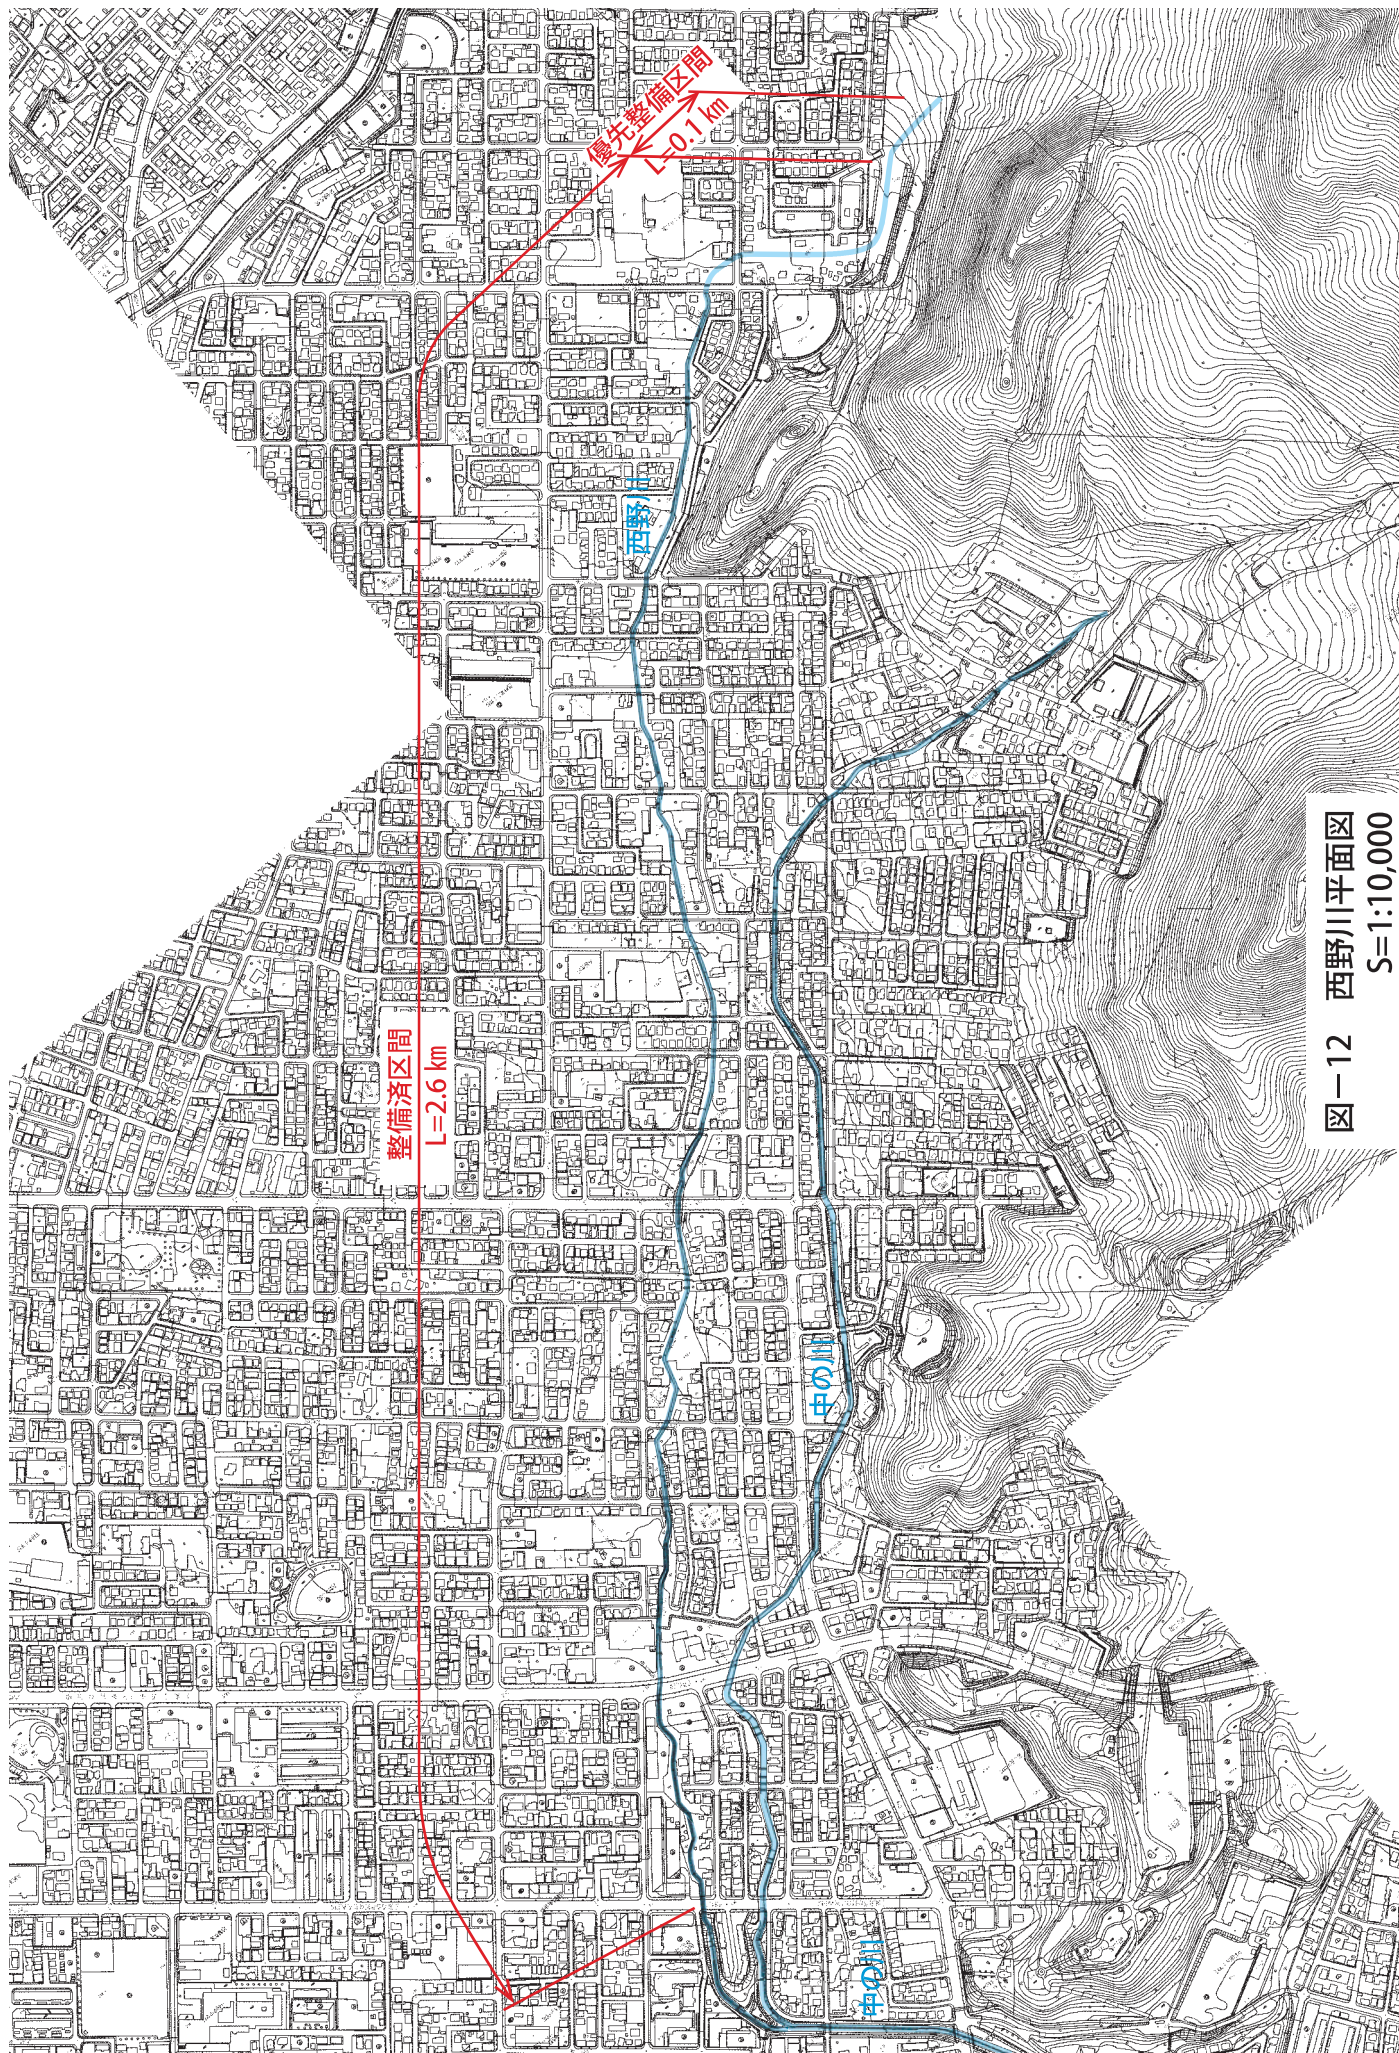 優先整備区間
L=0.1㎞
西野川
整備済区間
L=2.6㎞
中の川
中の川
図－12　西野川平面図
S=1:10,000